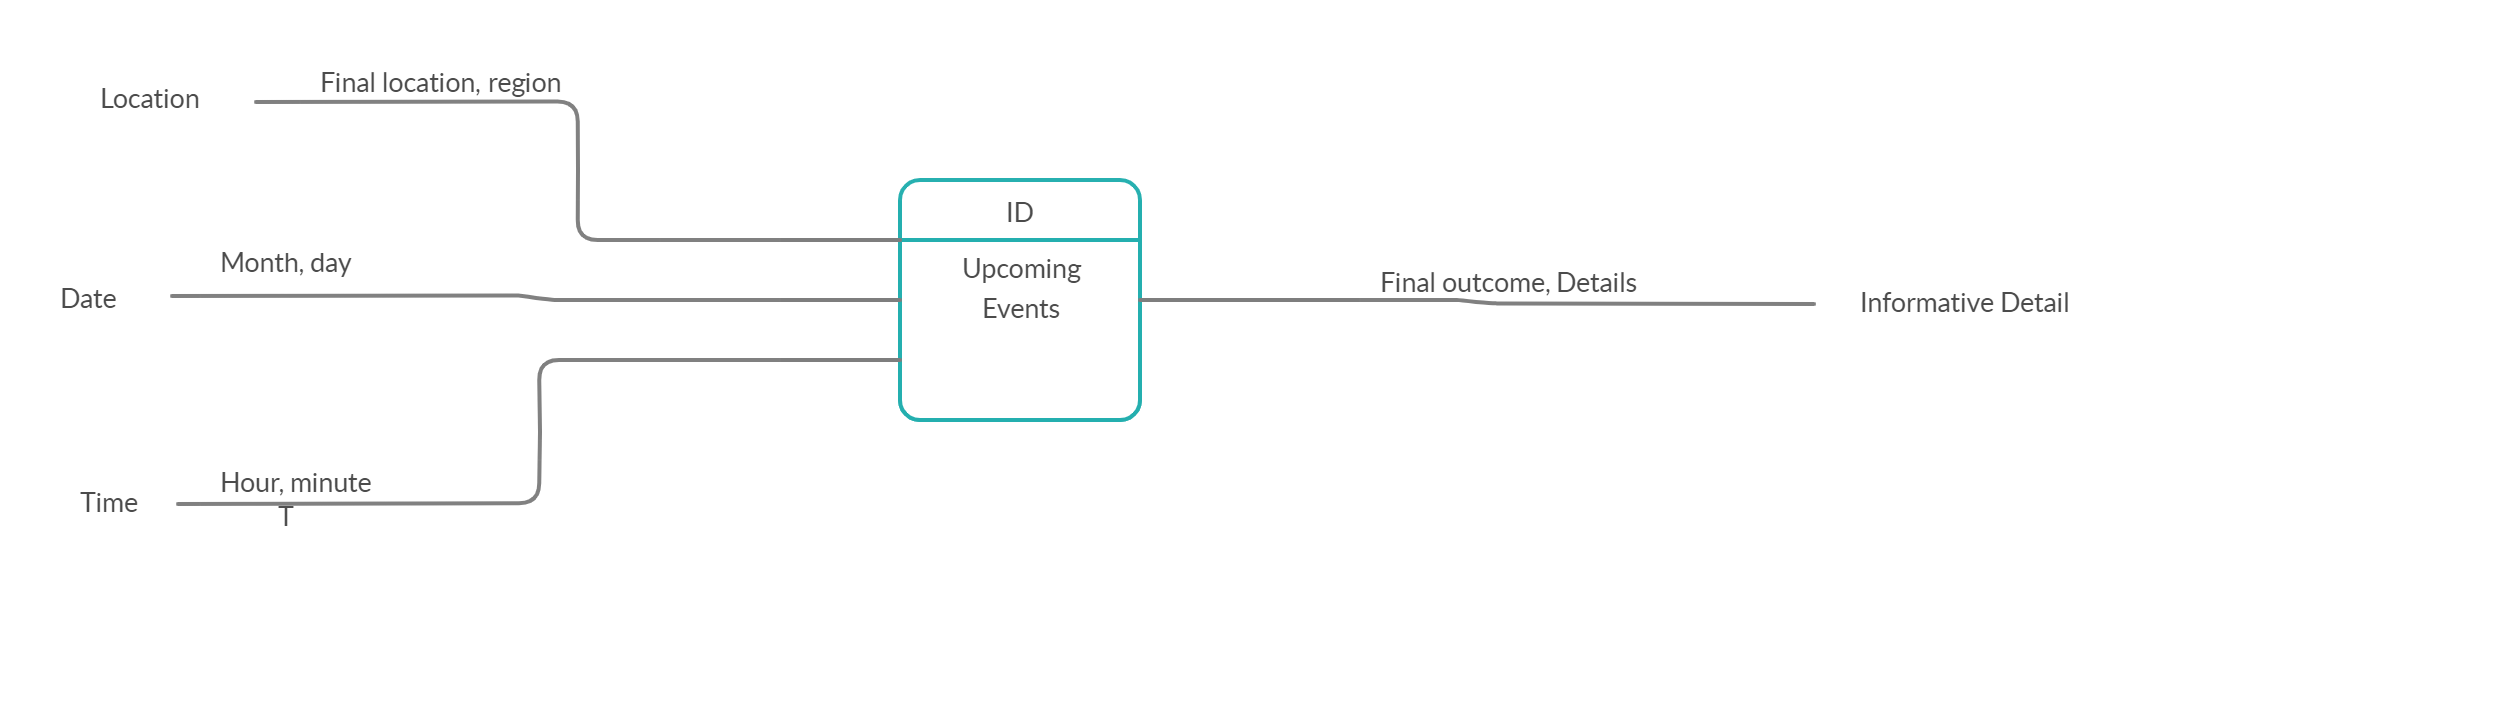 Final location, region
Location
ID
Upcoming
Events
Month, day
Date
Final outcome, Details
Informative Detail
Hour, minute
Time
T